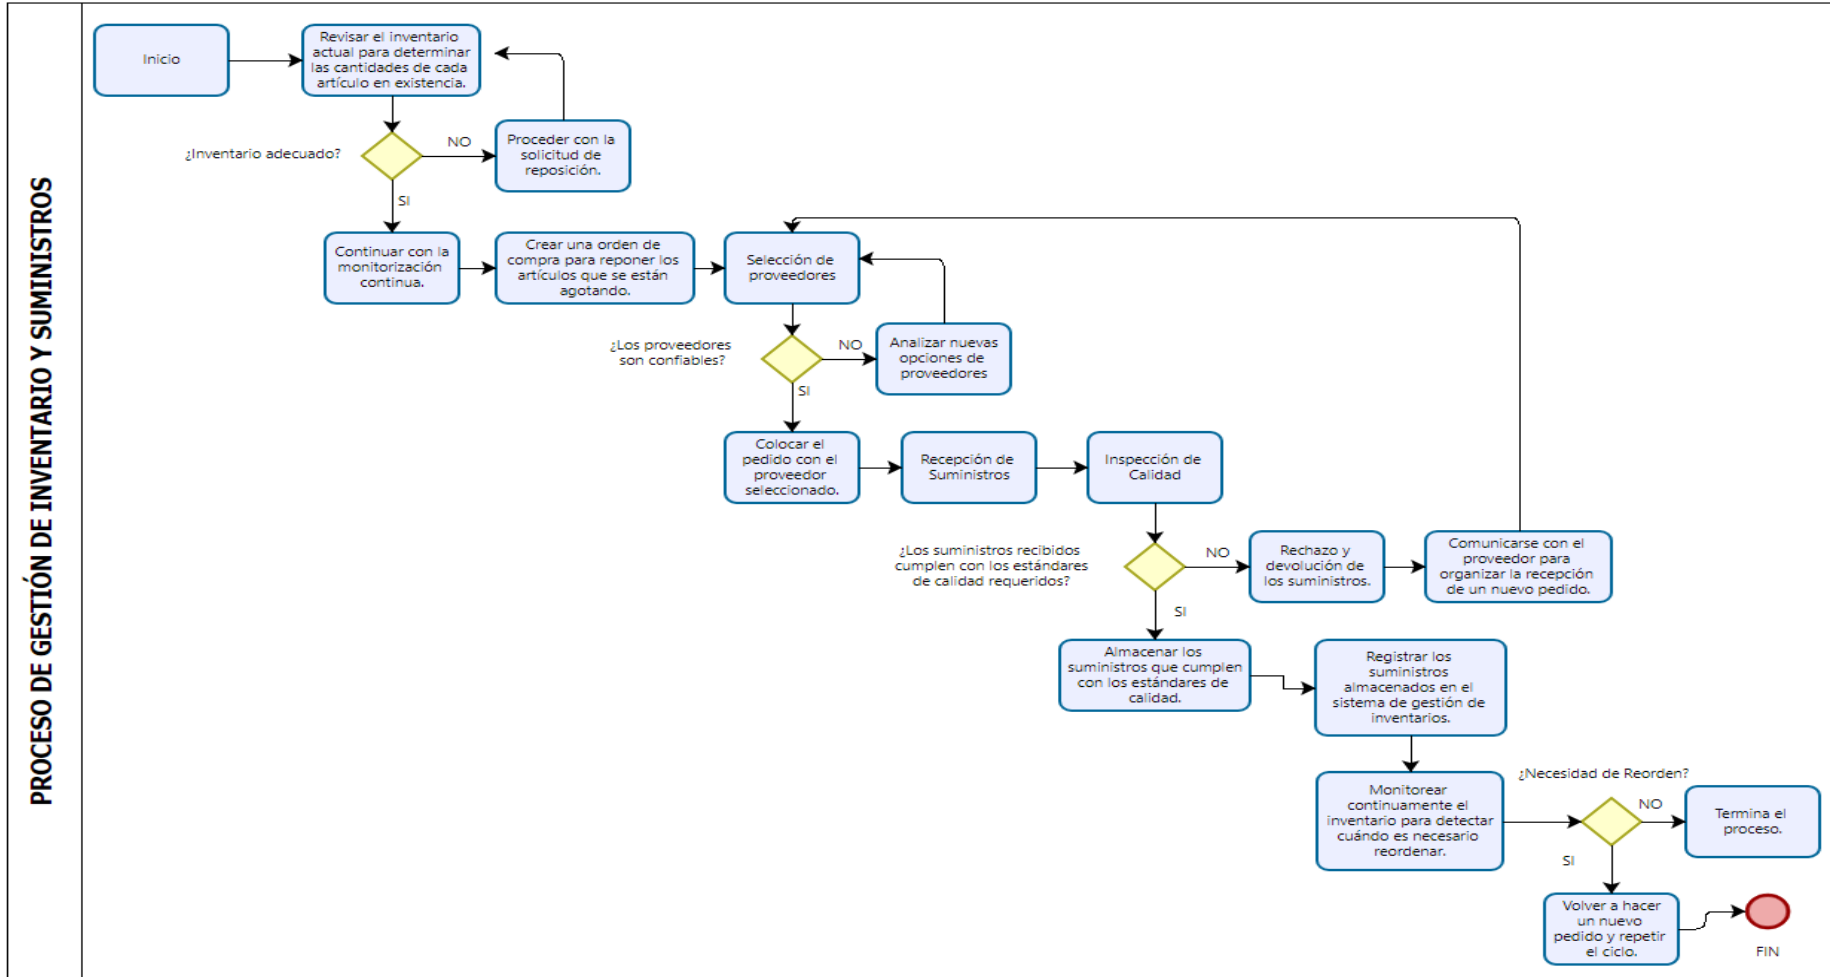 PROCESO DE GESTIÓN DE INVENTARIO Y SUMINISTROS
Inicio
Revisar el inventario
actual para determinar
las cantidades de cada
artículo en existencia.
¿Inventario adecuado?
NO
Proceder con la
solicitud de
reposición.
SI
Continuar con la
monitorización
continua.
Crear una orden de
compra para reponer los
artículos que se están
agotando.
Selección de
proveedores
¿Los proveedores
son confiables?
NO
Analizar nuevas
opciones de
proveedores
SI
Colocar el
pedido con el
proveedor
seleccionado.
Recepción de
Suministros
Inspección de
Calidad
¿Los suministros recibidos
cumplen con los estándares
de calidad requeridos?
NO
Rechazo y
devolución de
los suministros.
Comunicarse con el
proveedor para
organizar la recepción
de un nuevo pedido.
SI
Almacenar los
suministros que cumplen
con los estándares de
calidad.
Registrar los
suministros
almacenados en el
sistema de gestión de
inventarios.
Monitorear
continuamente el
inventario para detectar
cuándo es necesario
reordenar.
¿Necesidad de Reorden?
NO
Termina el
proceso.
SI
Volver a hacer
un nuevo
pedido y repetir
el ciclo.
FIN